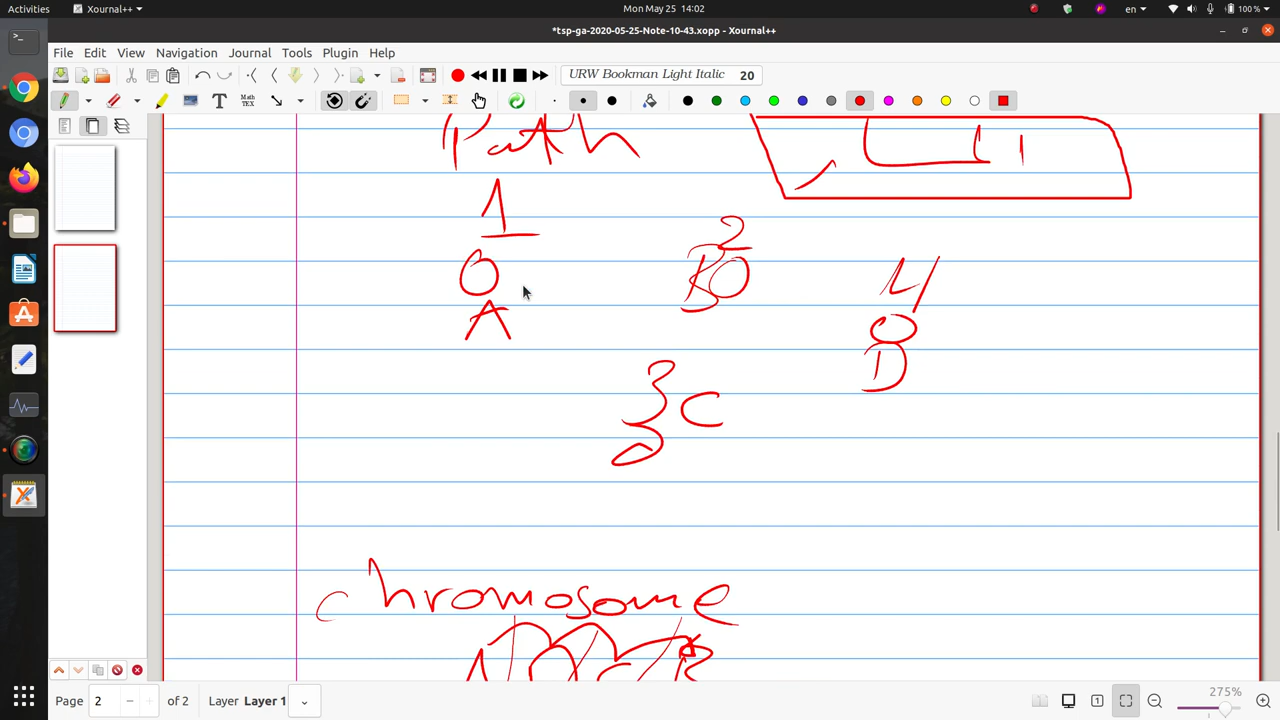 Activities Xournal++ Mon May 25 14:02 en 100 %
*tsp-ga-2020-05-25-Note-10-43.xopp - Xournal++
File Edit View Navigation Journal Tools Plugin Help
URW Bookman Light Italic 20
Math TEX
Path
1
2
O
B O
4
A
O
D
3 C
chromosome
275%
Page 2 of 2 Layer Layer 1